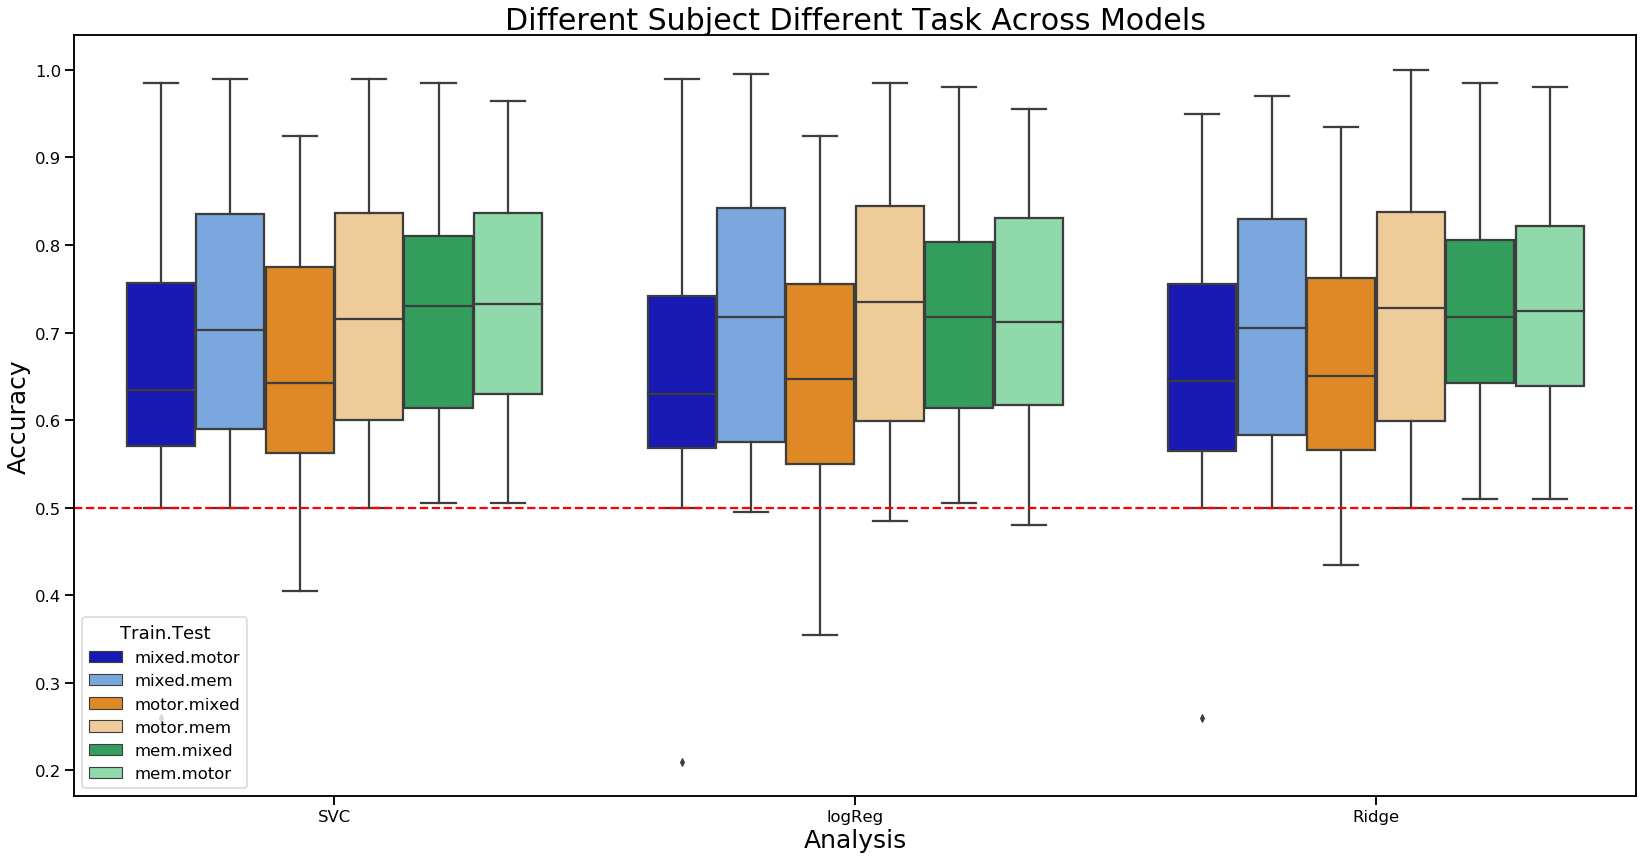 Different Subject Different Task Across Models
Accuracy
1.0
0.9
0.8
0.7
0.6
0.5
0.4
0.3
0.2
Train.Test
mixed.motor
mixed.mem
motor.mixed
motor.mem
mem.mixed
mem.motor
SVC
logReg
Ridge
Analysis